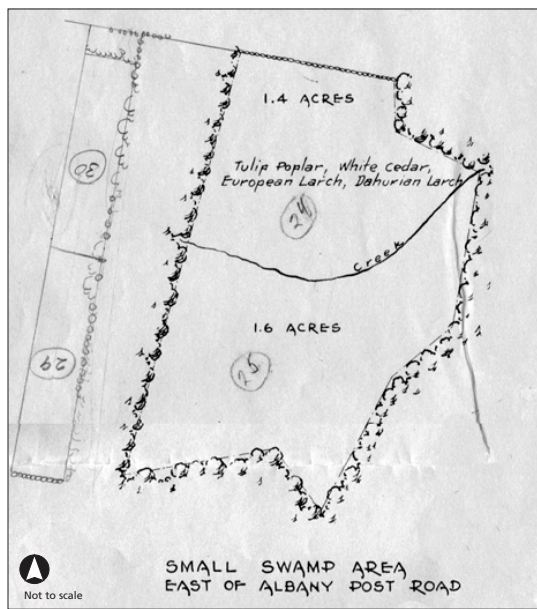 1.4 ACRES
Tulip Poplar, White Cedar,
European Larch, Dahurian Larch
30
24
Creek
1.6 ACRES
29
25
SMALL SWAMP AREA
EAST OF ALBANY POST ROAD
Not to scale